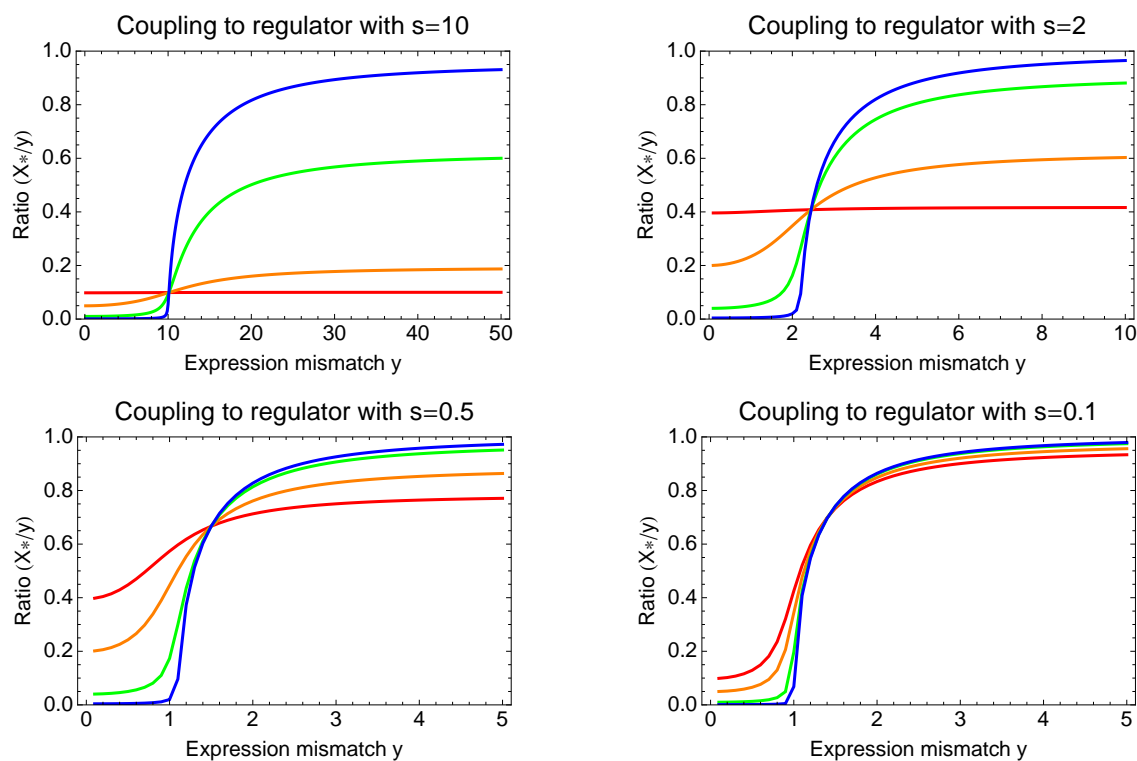 Coupling to regulator with s=10
1.0
0.8
0.6
0.4
0.2
0.0
Ratio (X*/y)
0 10 20 30 40 50
Expression mismatch y
Coupling to regulator with s=2
1.0
0.8
0.6
0.4
0.2
0.0
Ratio (X*/y)
0 2 4 6 8 10
Expression mismatch y
Coupling to regulator with s=0.5
1.0
0.8
0.6
0.4
0.2
0.0
Ratio (X*/y)
0 1 2 3 4 5
Expression mismatch y
Coupling to regulator with s=0.1
1.0
0.8
0.6
0.4
0.2
0.0
Ratio (X*/y)
0 1 2 3 4 5
Expression mismatch y